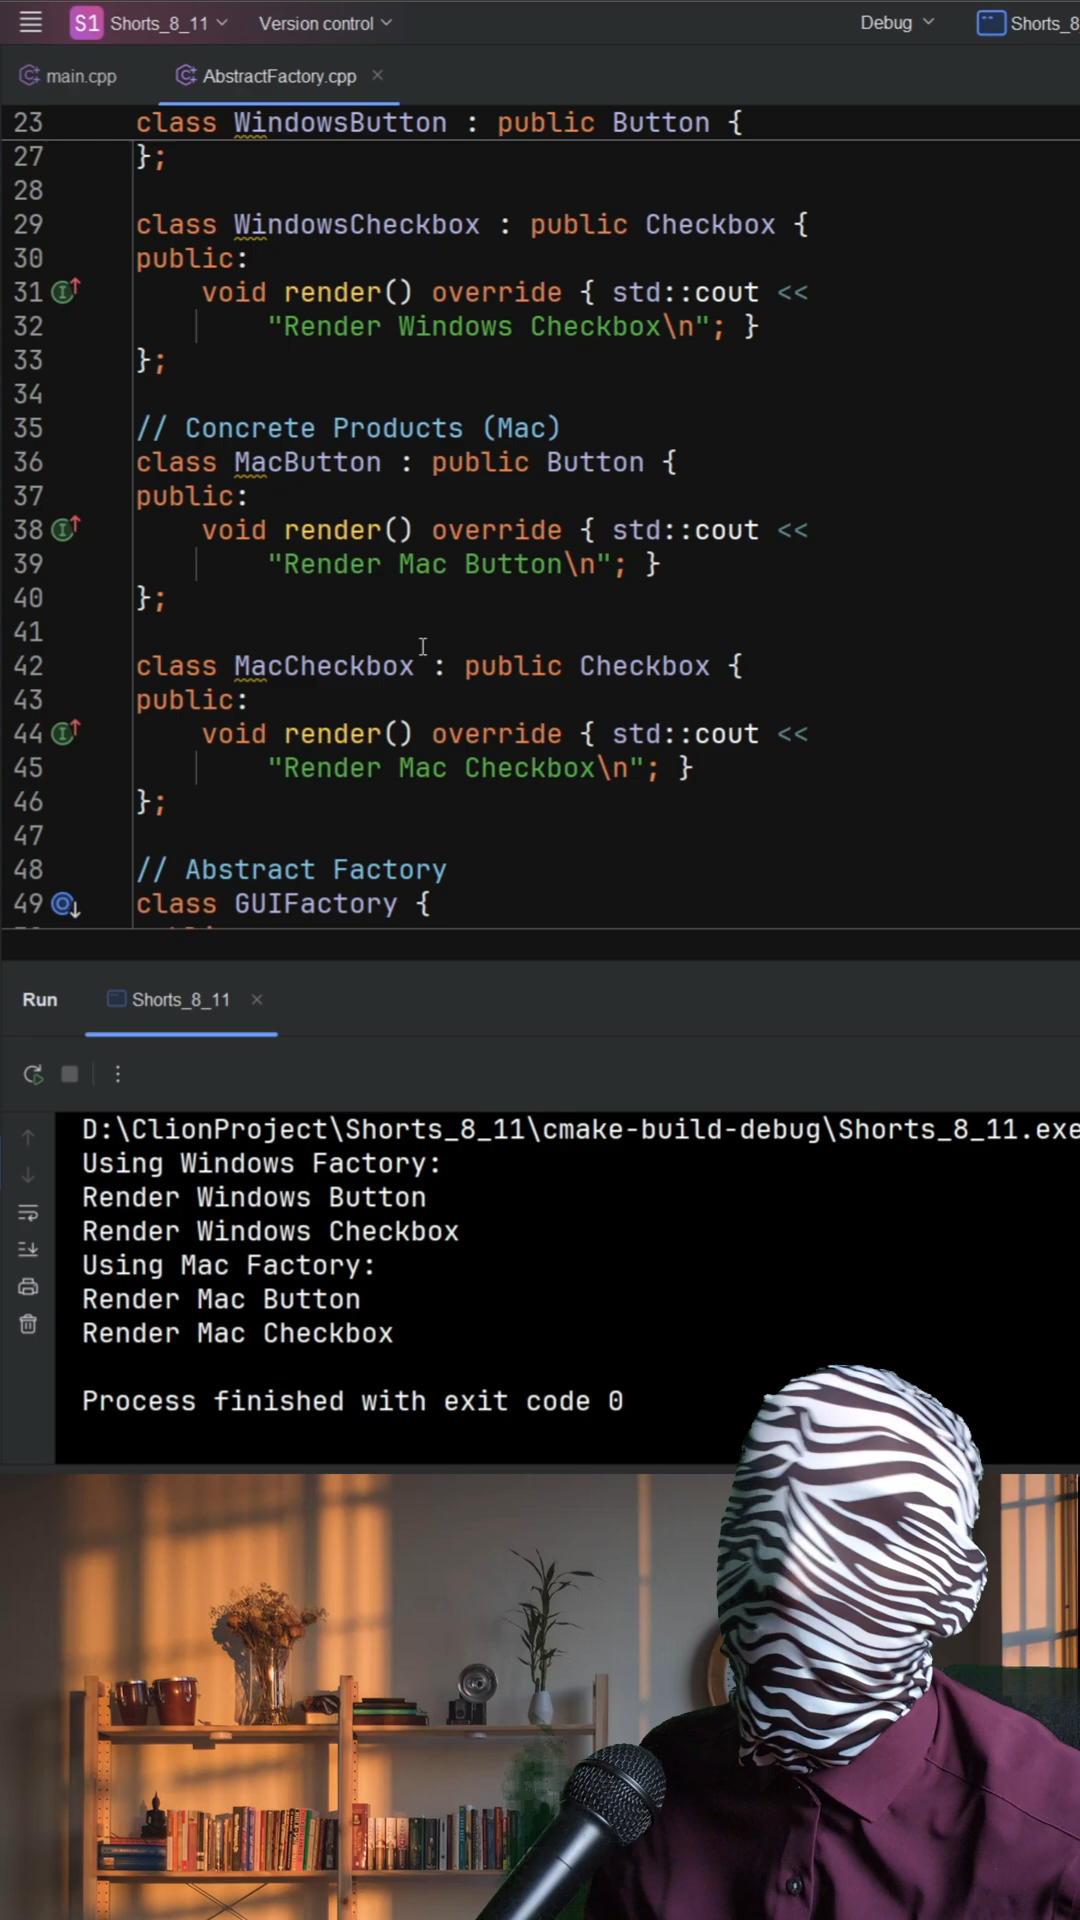 S1 Shorts_8_11 Version control Debug Shorts_8
main.cpp AbstractFactory.cpp
23 class WindowsButton : public Button {
27 };
28
29 class WindowsCheckbox : public Checkbox {
30 public:
31 void render() override { std::cout <<
32 "Render Windows Checkbox\n"; }
33 };
34
35 // Concrete Products (Mac)
36 class MacButton : public Button {
37 public:
38 void render() override { std::cout <<
39 "Render Mac Button\n"; }
40 };
41
42 class MacCheckbox : public Checkbox {
43 public:
44 void render() override { std::cout <<
45 "Render Mac Checkbox\n"; }
46 };
47
48 // Abstract Factory
49 class GUIFactory {
Run Shorts_8_11
D:\ClionProject\Shorts_8_11\cmake-build-debug\Shorts_8_11.exe
Using Windows Factory:
Render Windows Button
Render Windows Checkbox
Using Mac Factory:
Render Mac Button
Render Mac Checkbox
Process finished with exit code 0